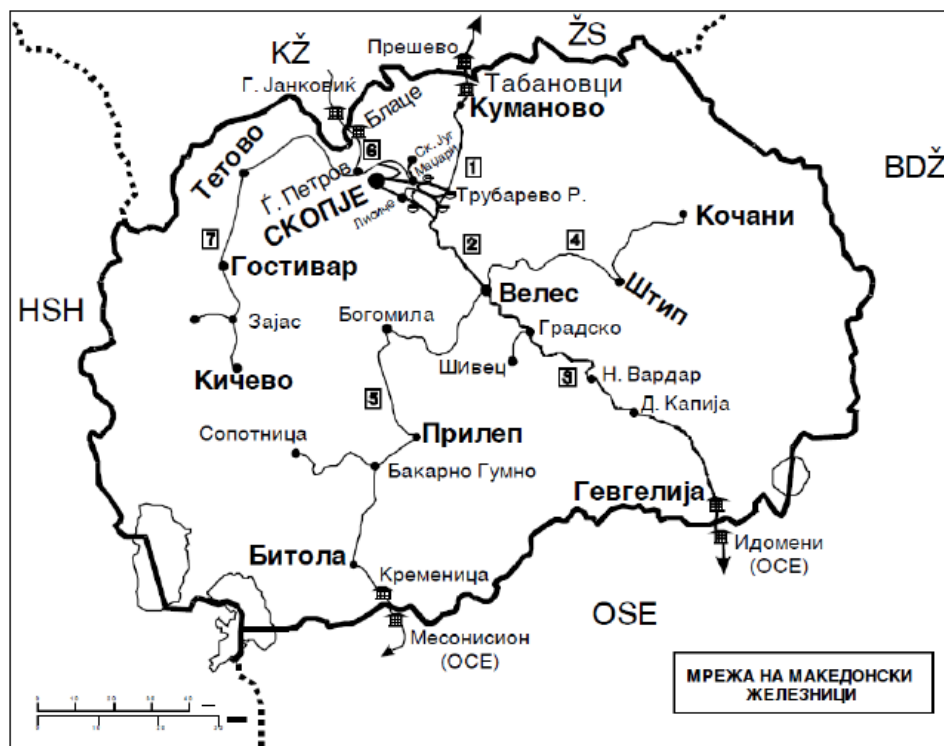 ŽS
KŽ
Прешево
Г. Јанковиќ
Табановци
Блаце
Куманово
Тетово
6
Ск. Југ
Маџари
1
BDŽ
Ѓ. Петров
СКОПЈЕ
Лисиче
Трубарево Р.
Кочани
7
2
4
Гостивар
Штип
HSH
Велес
Зајас
Богомила
Градско
Шивец
3
Кичево
Н. Вардар
5
Д. Капија
Сопотница
Прилеп
Бакарно Гумно
Гевгелија
Битола
Идомени
(ОСЕ)
Кременица
OSE
Месонисион
(ОСЕ)
МРЕЖА НА МАКЕДОНСКИ
ЖЕЛЕЗНИЦИ